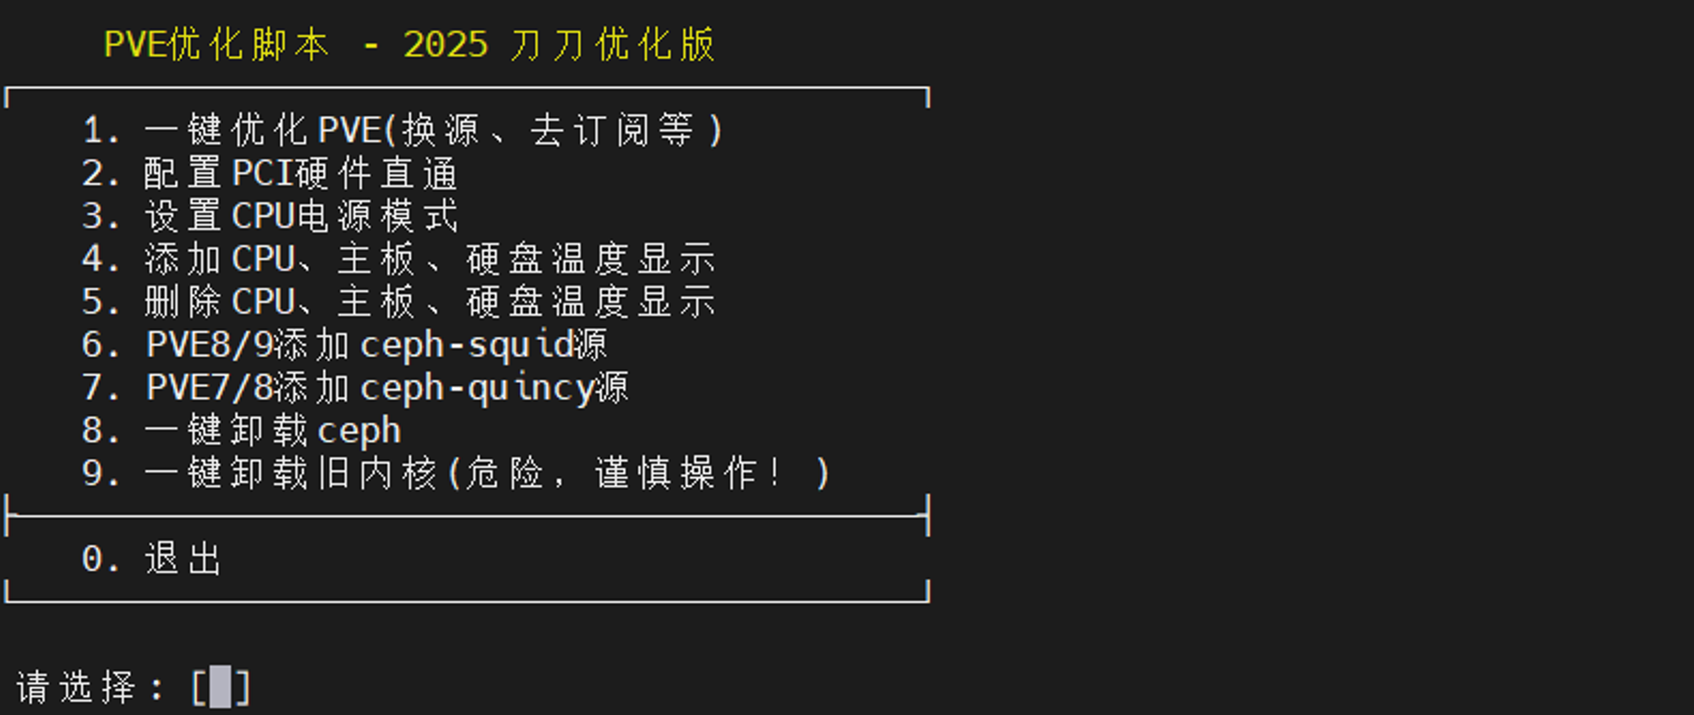 PVE优化脚本 - 2025 刀刀优化版
1. 一键优化PVE(换源、去订阅等)
2. 配置PCI硬件直通
3. 设置CPU电源模式
4. 添加CPU、主板、硬盘温度显示
5. 删除CPU、主板、硬盘温度显示
6. PVE8/9添加ceph-squid源
7. PVE7/8添加ceph-quincy源
8. 一键卸载ceph
9. 一键卸载旧内核(危险，谨慎操作！)
0. 退出
请选择：[ ]